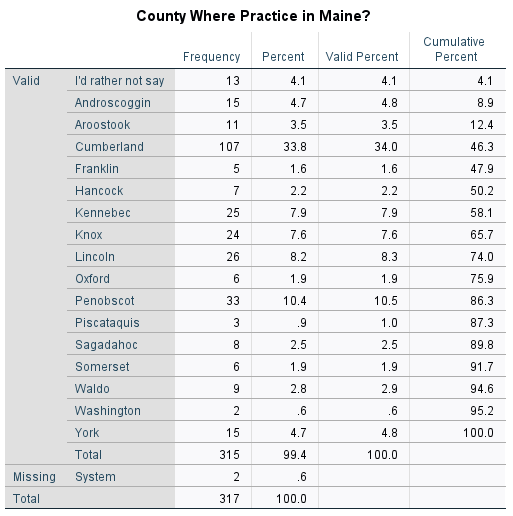 County Where Practice in Maine?
Frequency Percent Valid Percent Cumulative Percent
Valid I'd rather not say 13 4.1 4.1 4.1
Androscoggin 15 4.7 4.8 8.9
Aroostook 11 3.5 3.5 12.4
Cumberland 107 33.8 34.0 46.3
Franklin 5 1.6 1.6 47.9
Hancock 7 2.2 2.2 50.2
Kennebec 25 7.9 7.9 58.1
Knox 24 7.6 7.6 65.7
Lincoln 26 8.2 8.3 74.0
Oxford 6 1.9 1.9 75.9
Penobscot 33 10.4 10.5 86.3
Piscataquis 3 .9 1.0 87.3
Sagadahoc 8 2.5 2.5 89.8
Somerset 6 1.9 1.9 91.7
Waldo 9 2.8 2.9 94.6
Washington 2 .6 .6 95.2
York 15 4.7 4.8 100.0
Total 315 99.4 100.0
Missing System 2 .6
Total 317 100.0